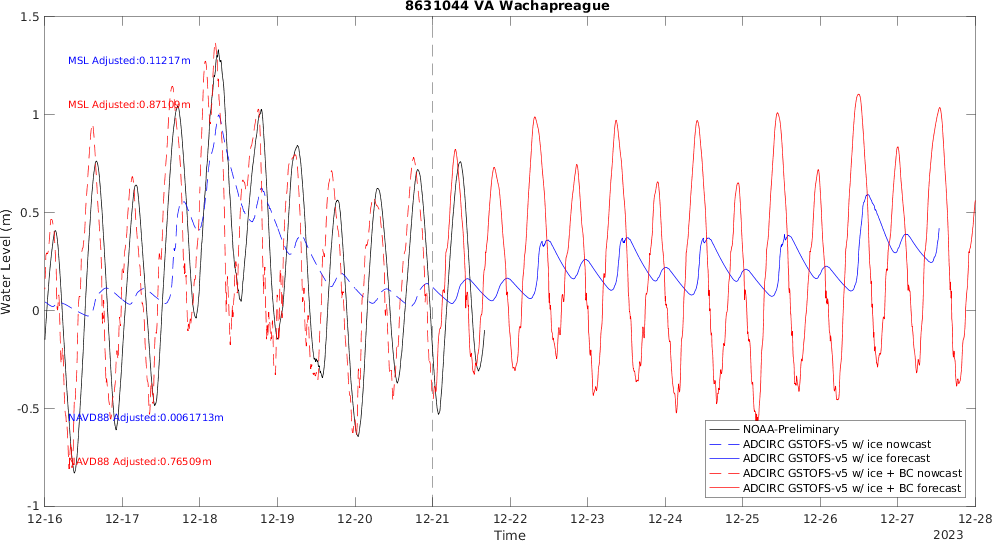 8631044 VA Wachapreague
1.5
1
0.5
0
-0.5
-1
Water Level (m)
MSL Adjusted:0.11217m
MSL Adjusted:0.87109m
NAVD88 Adjusted:0.0061713m
NAVD88 Adjusted:0.76509m
NOAA-Preliminary
ADCIRC GSTOFS-v5 w/ ice nowcast
ADCIRC GSTOFS-v5 w/ ice forecast
ADCIRC GSTOFS-v5 w/ ice + BC nowcast
ADCIRC GSTOFS-v5 w/ ice + BC forecast
12-16 12-17 12-18 12-19 12-20 12-21 12-22 12-23 12-24 12-25 12-26 12-27 12-28
Time
2023